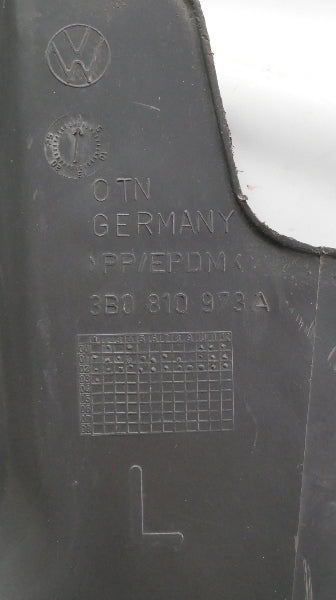 OTN
GERMANY
>PP/EPDM<
3B0 810 973 A
L